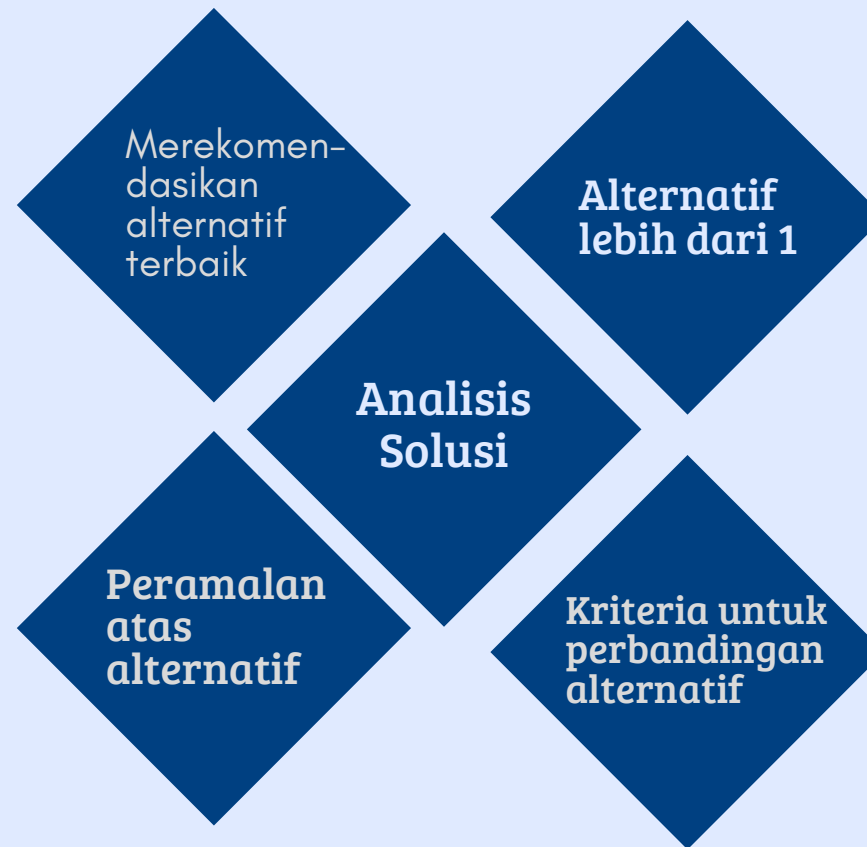 Merekomen-
dasikan
alternatif
terbaik
Alternatif
lebih dari 1
Analisis
Solusi
Peramalan
atas
alternatif
Kriteria untuk
perbandingan
alternatif